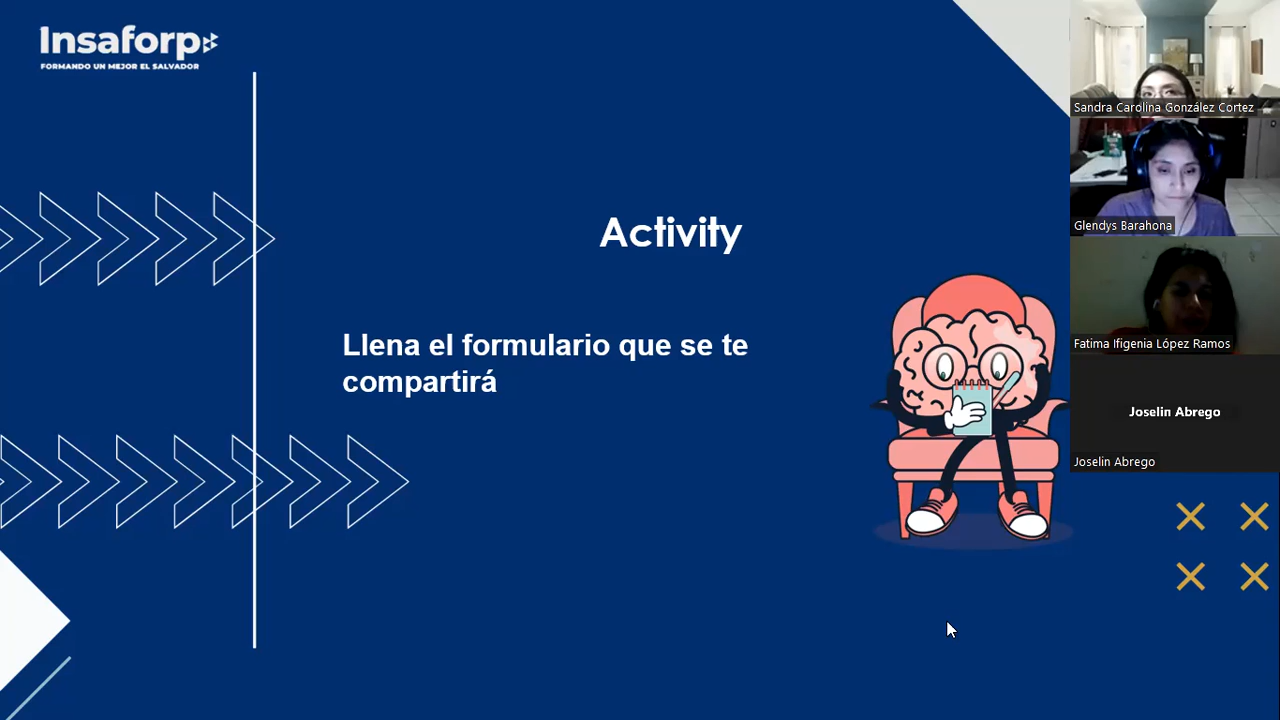 Insaforp
FORMANDO UN MEJOR EL SALVADOR
Activity
Llena el formulario que se te
compartirá
Sandra Carolina González Cortez
Glendys Barahona
Fatima Ifigenia López Ramos
Joselin Abrego
Joselin Abrego